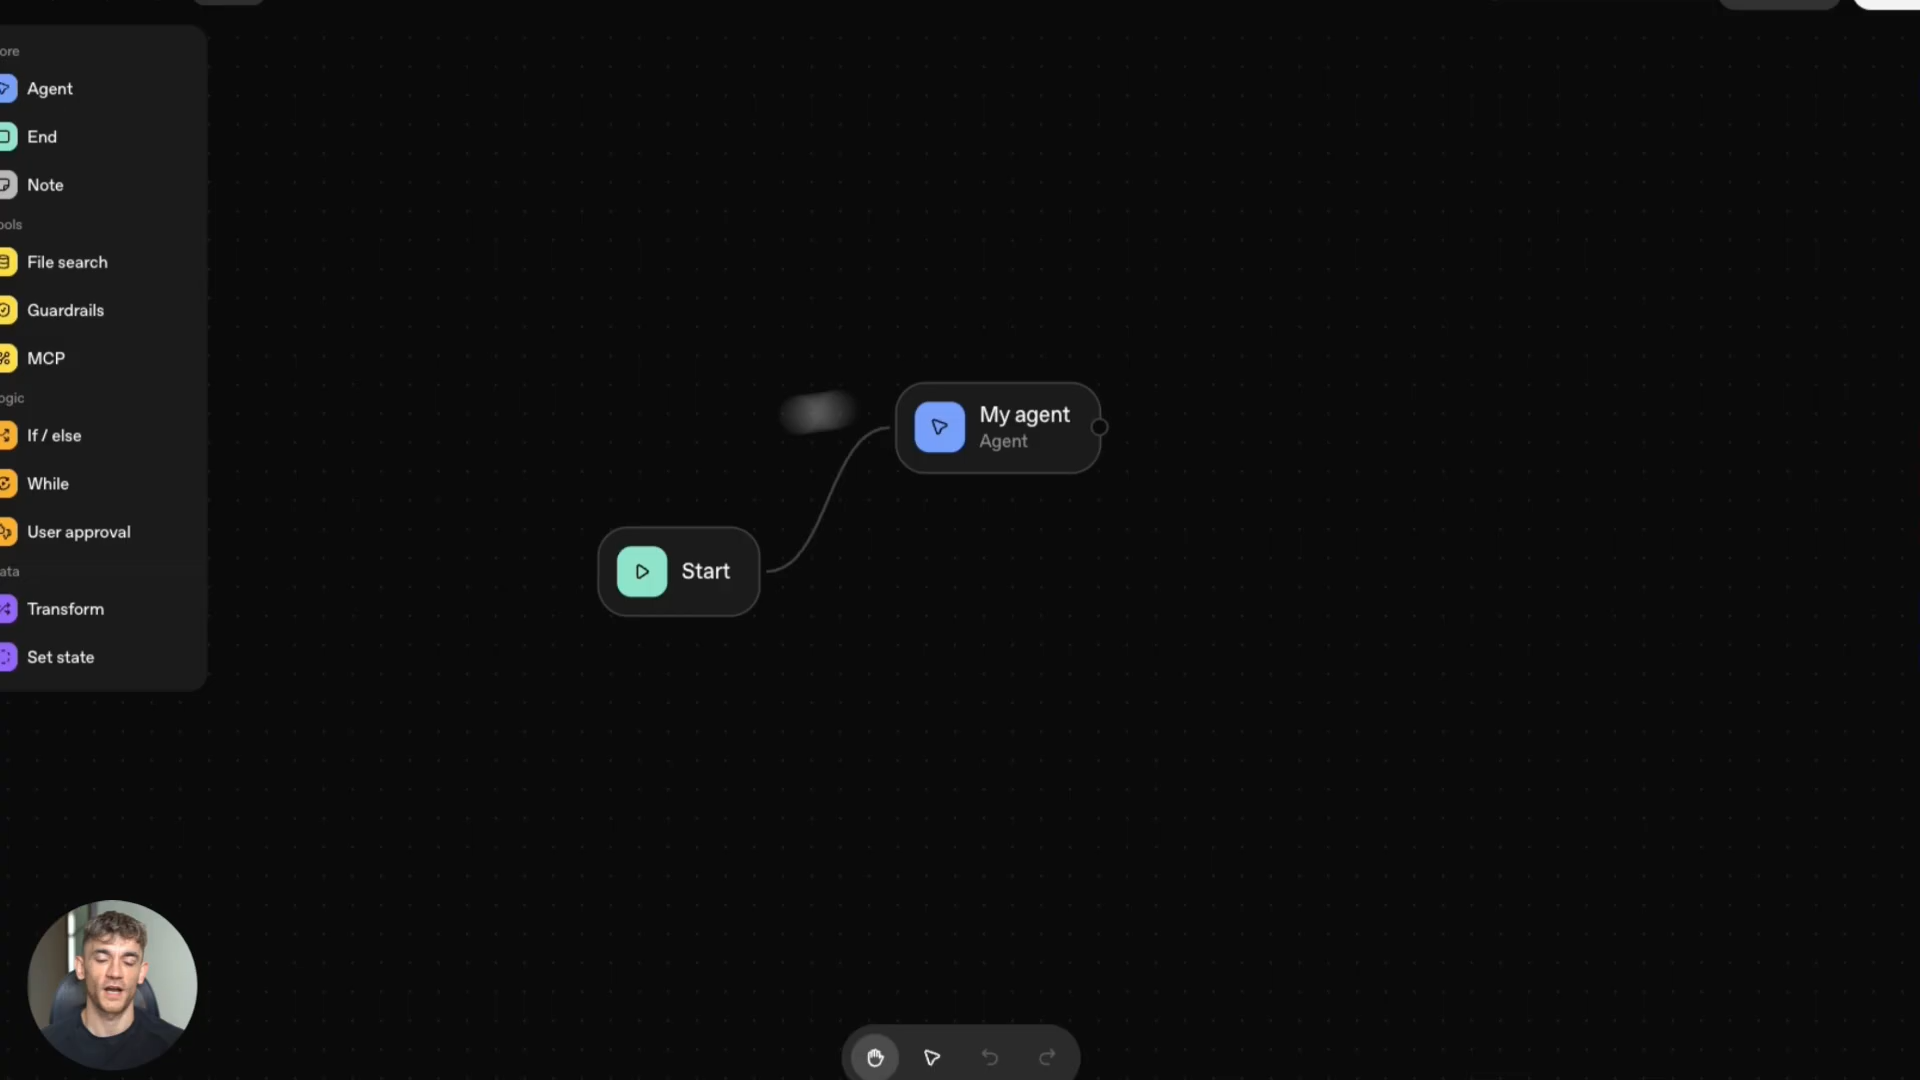 ore
Agent
End
Note
ools
File search
Guardrails
MCP
ogic
If / else
While
User approval
ata
Transform
Set state
My agent
Agent
Start